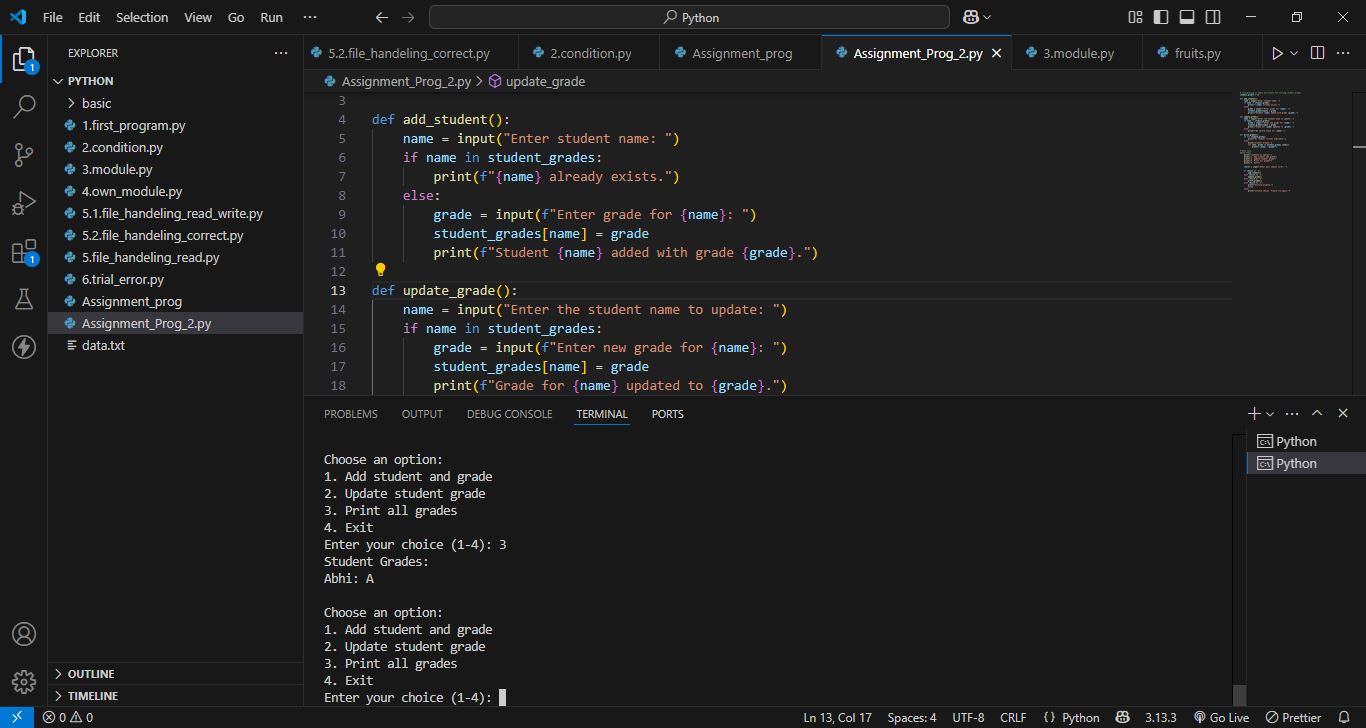 File Edit Selection View Go Run ··· Python
EXPLORER ···
5.2.file_handeling_correct.py 2.condition.py Assignment_prog Assignment_Prog_2.py 3.module.py fruits.py ···
PYTHON
basic
1.first_program.py
2.condition.py
3.module.py
4.own_module.py
5.1.file_handeling_read_write.py
5.2.file_handeling_correct.py
5.file_handeling_read.py
6.trial_error.py
Assignment_prog
Assignment_Prog_2.py
data.txt
OUTLINE
TIMELINE
1
1
Assignment_Prog_2.py > update_grade
3
4 def add_student():
5 name = input("Enter student name: ")
6 if name in student_grades:
7 print(f"{name} already exists.")
8 else:
9 grade = input(f"Enter grade for {name}: ")
10 student_grades[name] = grade
11 print(f"Student {name} added with grade {grade}.")
12
13 def update_grade():
14 name = input("Enter the student name to update: ")
15 if name in student_grades:
16 grade = input(f"Enter new grade for {name}: ")
17 student_grades[name] = grade
18 print(f"Grade for {name} updated to {grade}.")
PROBLEMS OUTPUT DEBUG CONSOLE TERMINAL PORTS ···
Python
Python
Choose an option:
1. Add student and grade
2. Update student grade
3. Print all grades
4. Exit
Enter your choice (1-4): 3
Student Grades:
Abhi: A
Choose an option:
1. Add student and grade
2. Update student grade
3. Print all grades
4. Exit
Enter your choice (1-4):
0 0 Ln 13, Col 17 Spaces: 4 UTF-8 CRLF {} Python 3.13.3 Go Live Prettier